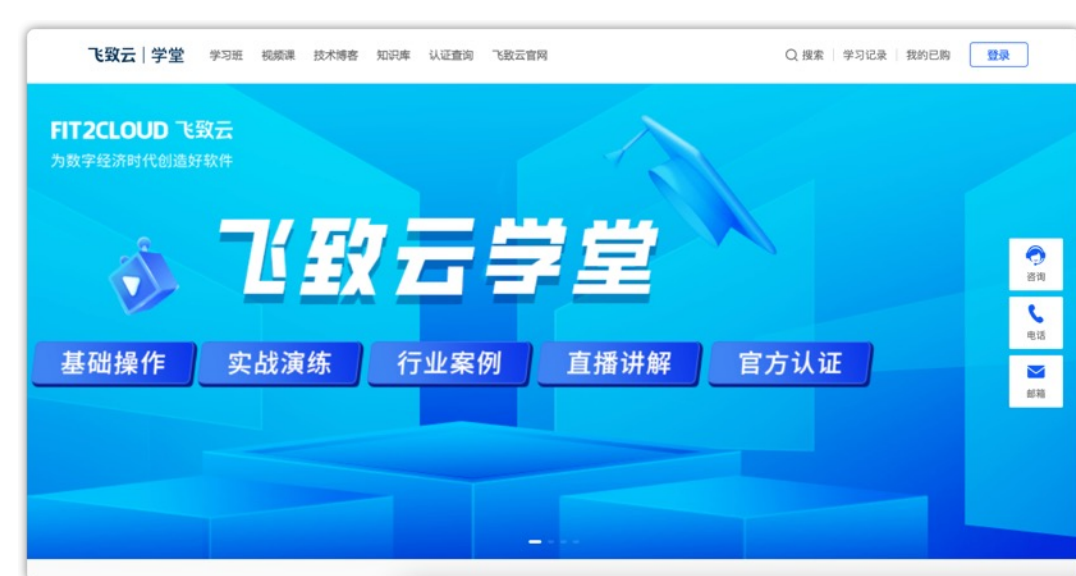 飞致云 | 学堂 学习班 视频课 技术博客 知识库 认证查询 飞致云官网 搜索 学习记录 我的已购 登录
FIT2CLOUD 飞致云
为数字经济时代创造好软件
飞致云学堂
咨询
电话
基础操作 实战演练 行业案例 直播讲解 官方认证
邮箱